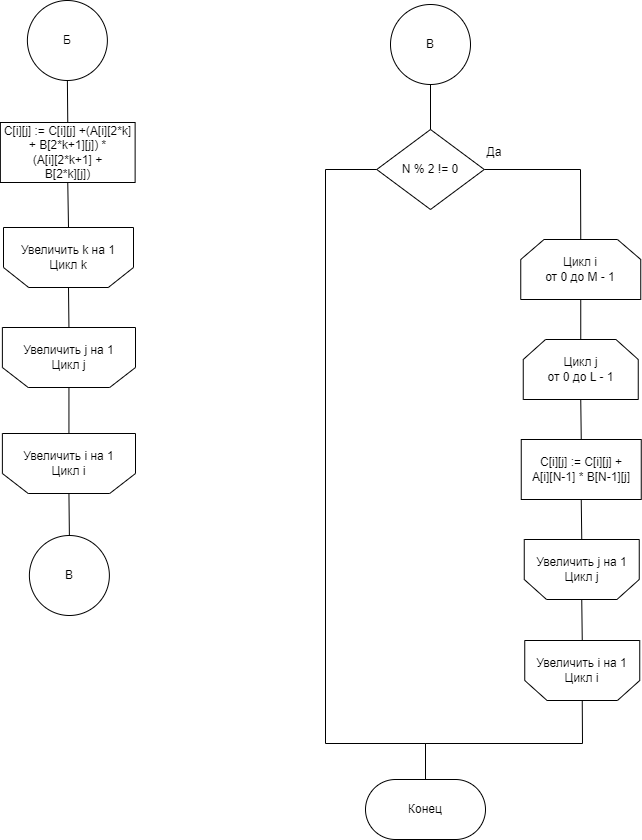 Б
C[i][j] := C[i][j] +(A[i][2*k]
+ B[2*k+1][j]) *
(A[i][2*k+1] +
B[2*k][j])
Увеличить k на 1
Цикл k
Увеличить j на 1
Цикл j
Увеличить i на 1
Цикл i
В
В
N % 2 != 0
Да
Цикл i
от 0 до M - 1
Цикл j
от 0 до L - 1
C[i][j] := C[i][j] +
A[i][N-1] * B[N-1][j]
Увеличить j на 1
Цикл j
Увеличить i на 1
Цикл i
Конец